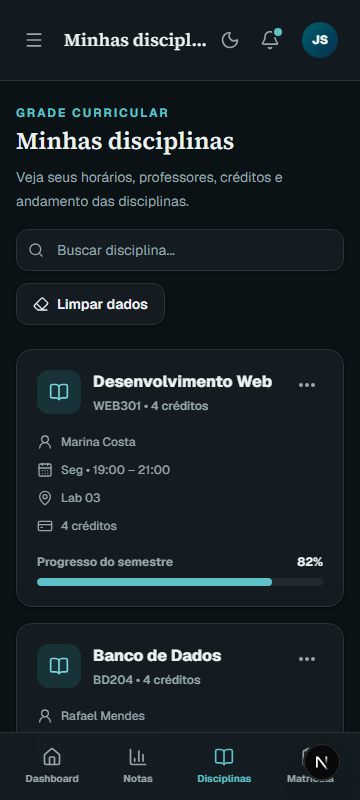 Minhas discipl...
JS
GRADE CURRICULAR
Minhas disciplinas
Veja seus horários, professores, créditos e
andamento das disciplinas.
Buscar disciplina...
Limpar dados
Desenvolvimento Web
WEB301 • 4 créditos
Marina Costa
Seg • 19:00 – 21:00
Lab 03
4 créditos
Progresso do semestre 82%
Banco de Dados
BD204 • 4 créditos
Rafael Mendes
Dashboard Notas Disciplinas Matrícula
N